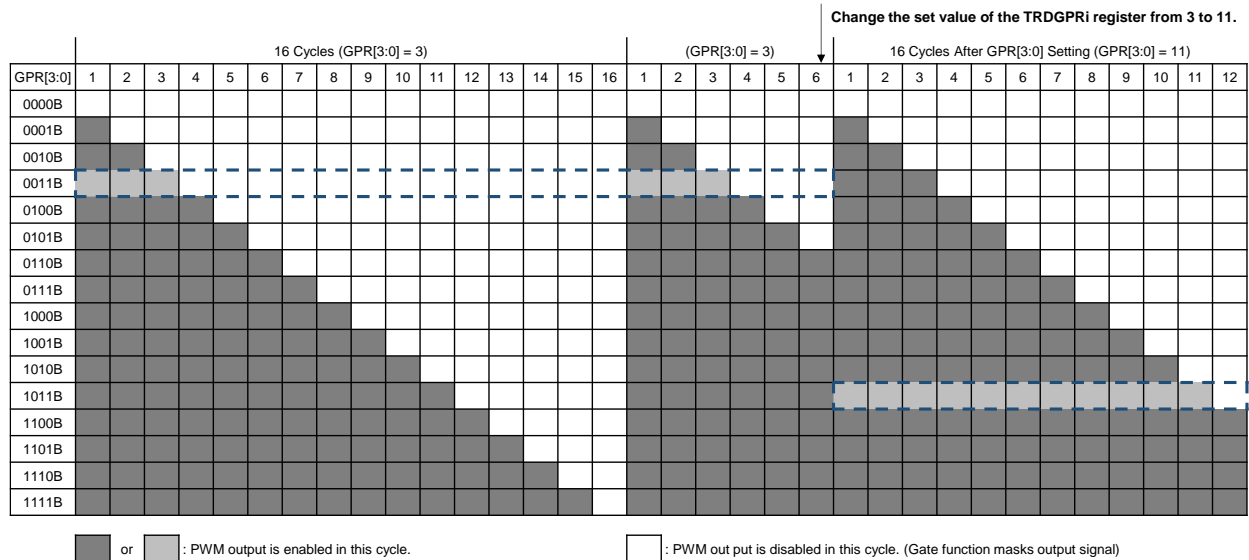 Change the set value of the TRDGPRi register from 3 to 11.
16 Cycles (GPR[3:0] = 3) (GPR[3:0] = 3) 16 Cycles After GPR[3:0] Setting (GPR[3:0] = 11)
GPR[3:0] 1 2 3 4 5 6 7 8 9 10 11 12 13 14 15 16 1 2 3 4 5 6 1 2 3 4 5 6 7 8 9 10 11 12
0000B
0001B
0010B
0011B
0100B
0101B
0110B
0111B
1000B
1001B
1010B
1011B
1100B
1101B
1110B
1111B
or : PWM output is enabled in this cycle. : PWM out put is disabled in this cycle. (Gate function masks output signal)